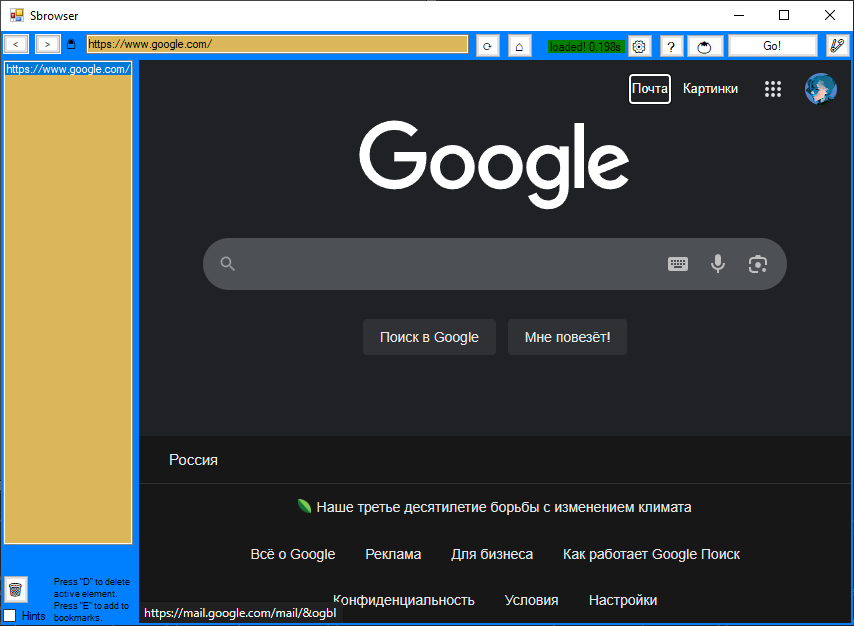 Sbrowser
< > https://www.google.com/ loaded! 0.198s ? Go!
https://www.google.com/
Почта Картинки
Google
Поиск в Google Мне повезёт!
Россия
Наше третье десятилетие борьбы с изменением климата
Всё о Google Реклама Для бизнеса Как работает Google Поиск
Конфиденциальность Условия Настройки
https://mail.google.com/mail/&ogbl
Press "D" to delete
active element.
Press "E" to add to
bookmarks.
Hints